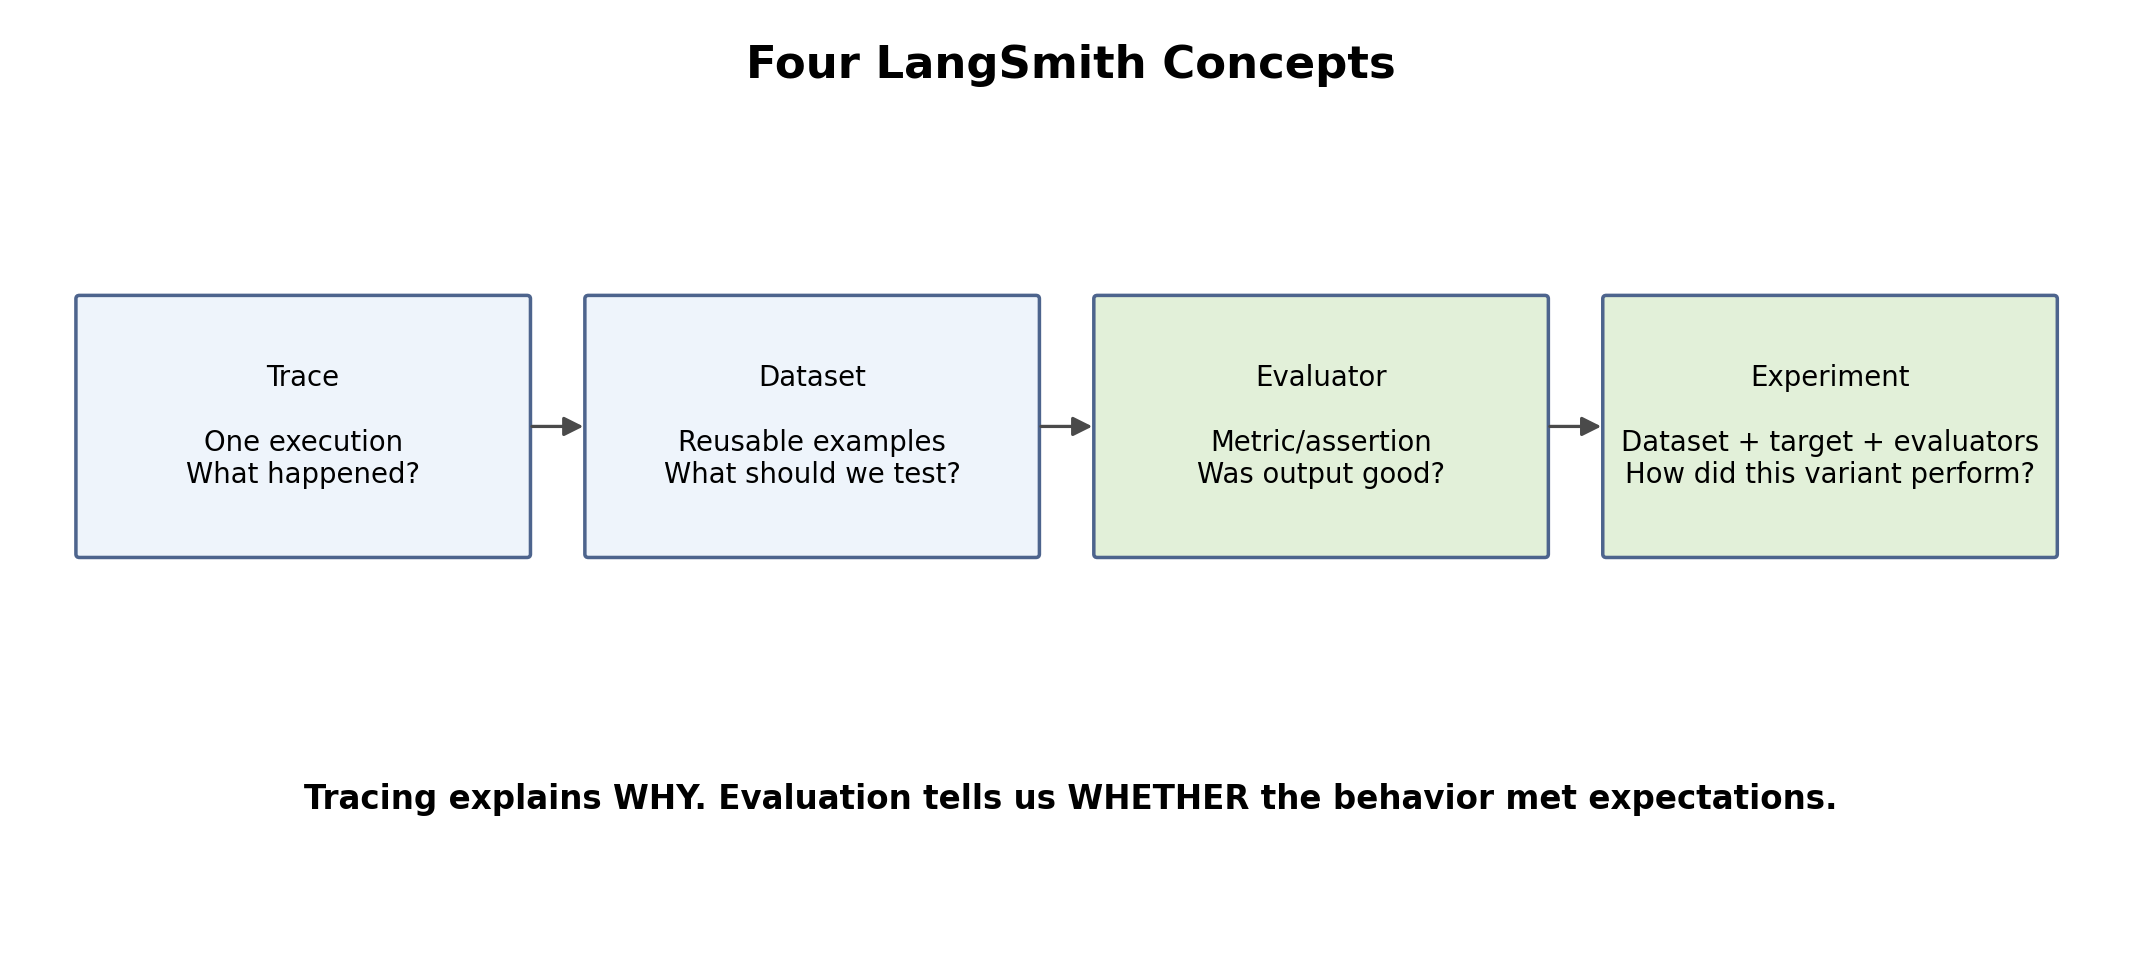 Four LangSmith Concepts
Trace
One execution
What happened?
Dataset
Reusable examples
What should we test?
Evaluator
Metric/assertion
Was output good?
Experiment
Dataset + target + evaluators
How did this variant perform?
Tracing explains WHY. Evaluation tells us WHETHER the behavior met expectations.